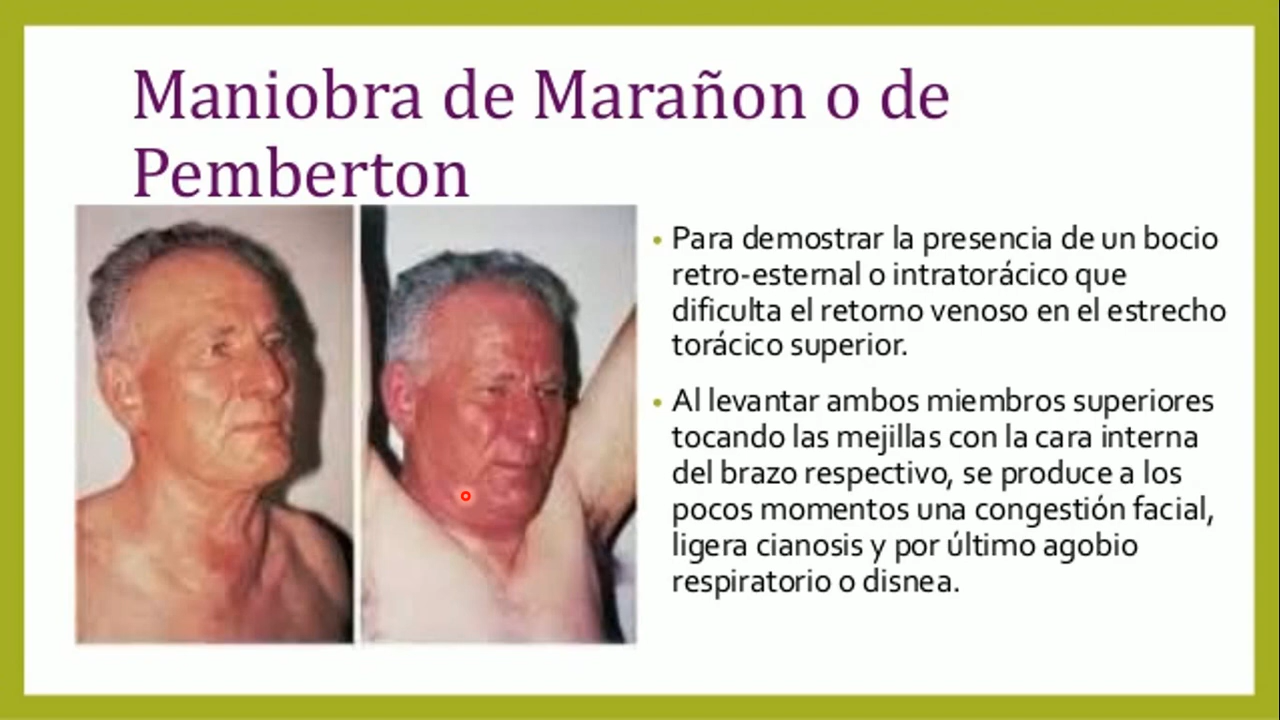 Maniobra de Marañon o de
Pemberton
• Para demostrar la presencia de un bocio
retro-esternal o intratorácico que
dificulta el retorno venoso en el estrecho
torácico superior.
• Al levantar ambos miembros superiores
tocando las mejillas con la cara interna
del brazo respectivo, se produce a los
pocos momentos una congestión facial,
ligera cianosis y por último agobio
respiratorio o disnea.